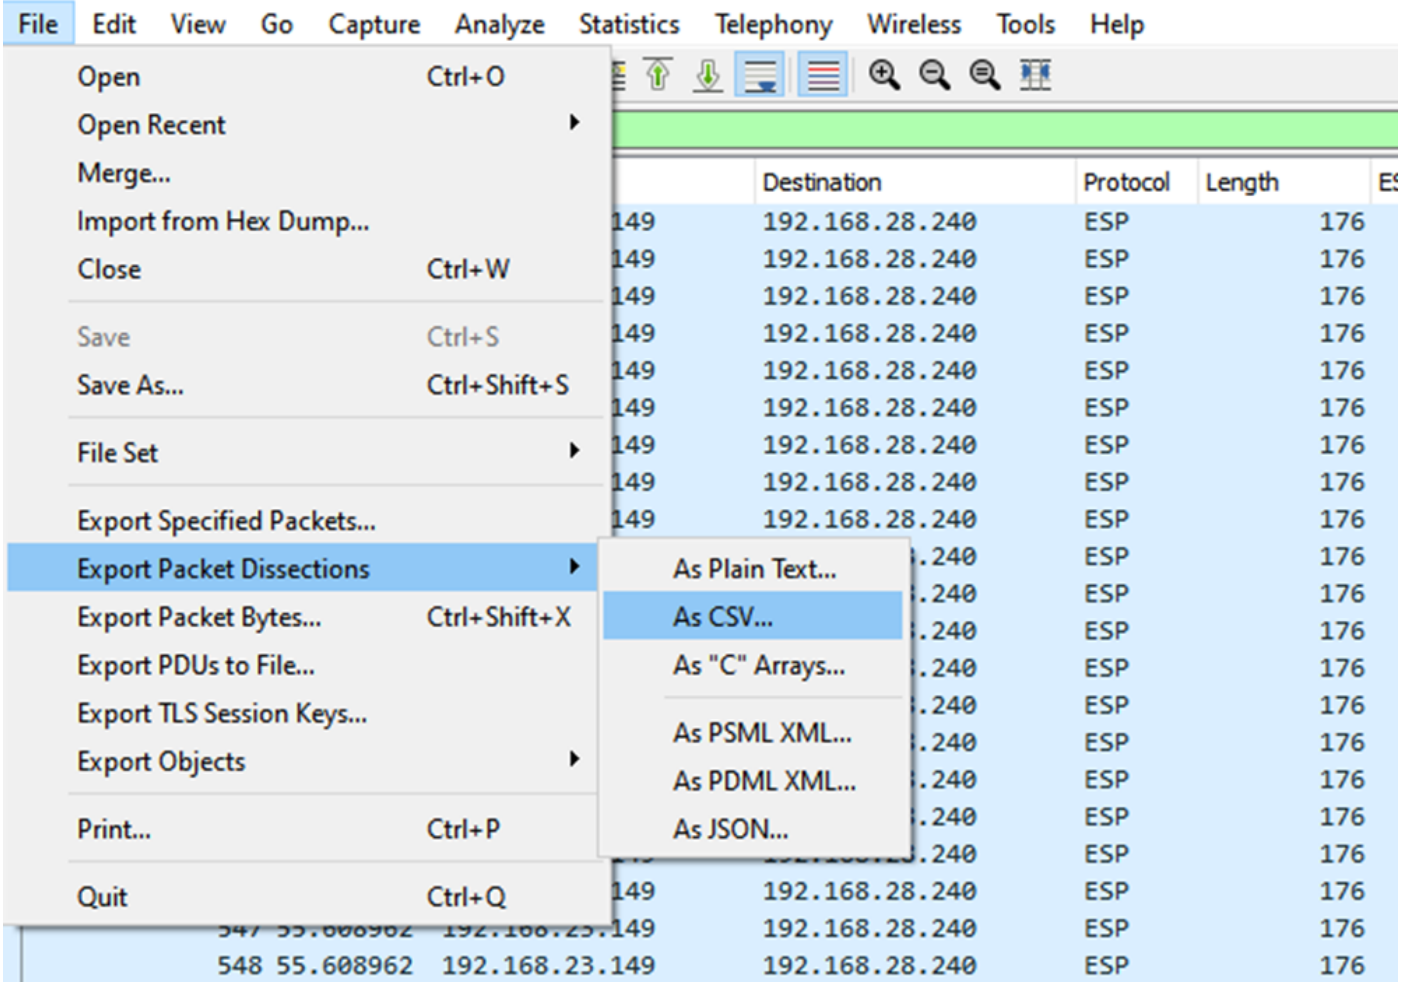 File Edit View Go Capture Analyze Statistics Telephony Wireless Tools Help
Open Ctrl+O
Open Recent
Merge...
Import from Hex Dump...
Close Ctrl+W
Save Ctrl+S
Save As... Ctrl+Shift+S
File Set
Export Specified Packets...
Export Packet Dissections
Export Packet Bytes... Ctrl+Shift+X
Export PDUs to File...
Export TLS Session Keys...
Export Objects
Print... Ctrl+P
Quit Ctrl+Q
As Plain Text...
As CSV...
As "C" Arrays...
As PSML XML...
As PDML XML...
As JSON...
Destination Protocol Length ES
149 192.168.28.240 ESP 176
149 192.168.28.240 ESP 176
149 192.168.28.240 ESP 176
149 192.168.28.240 ESP 176
149 192.168.28.240 ESP 176
149 192.168.28.240 ESP 176
149 192.168.28.240 ESP 176
149 192.168.28.240 ESP 176
149 192.168.28.240 ESP 176
.240 ESP 176
.240 ESP 176
.240 ESP 176
.240 ESP 176
.240 ESP 176
.240 ESP 176
.240 ESP 176
.240 ESP 176
.240 ESP 176
149 192.168.28.240 ESP 176
547 55.608962 192.168.23.149 192.168.28.240 ESP 176
548 55.608962 192.168.23.149 192.168.28.240 ESP 176